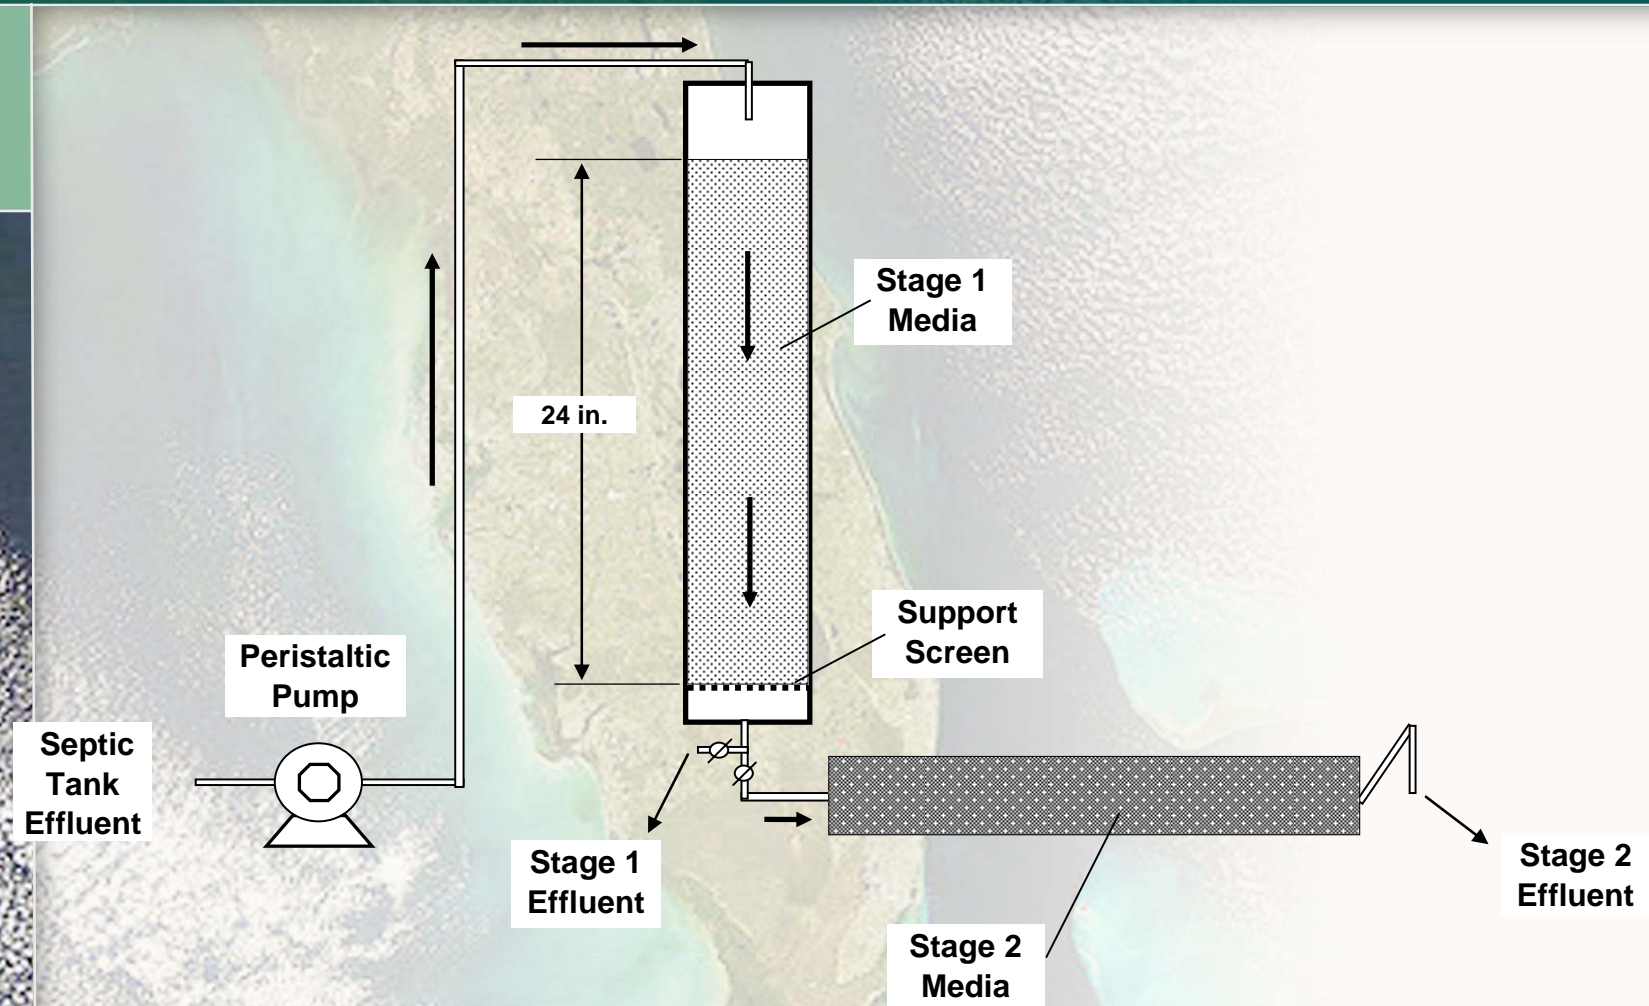 Stage 1
Media
24 in.
Support
Screen
Peristaltic
Pump
Septic
Tank
Effluent
Stage 1
Effluent
Stage 2
Effluent
Stage 2
Media